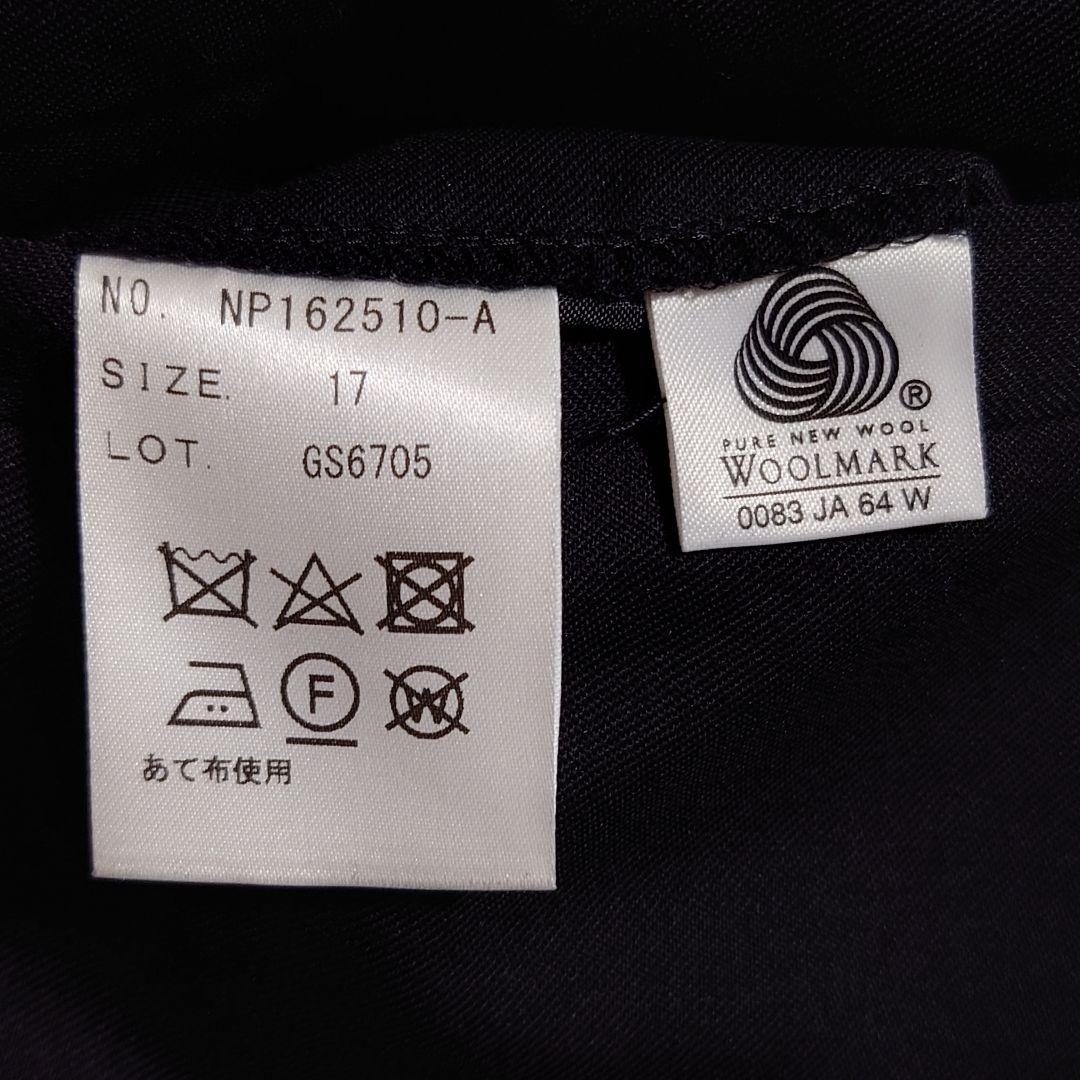 NO. NP162510-A
SIZE. 17
LOT. GS6705
F
W
あて布使用
®
PURE NEW WOOL
WOOLMARK
0083 JA 64 W